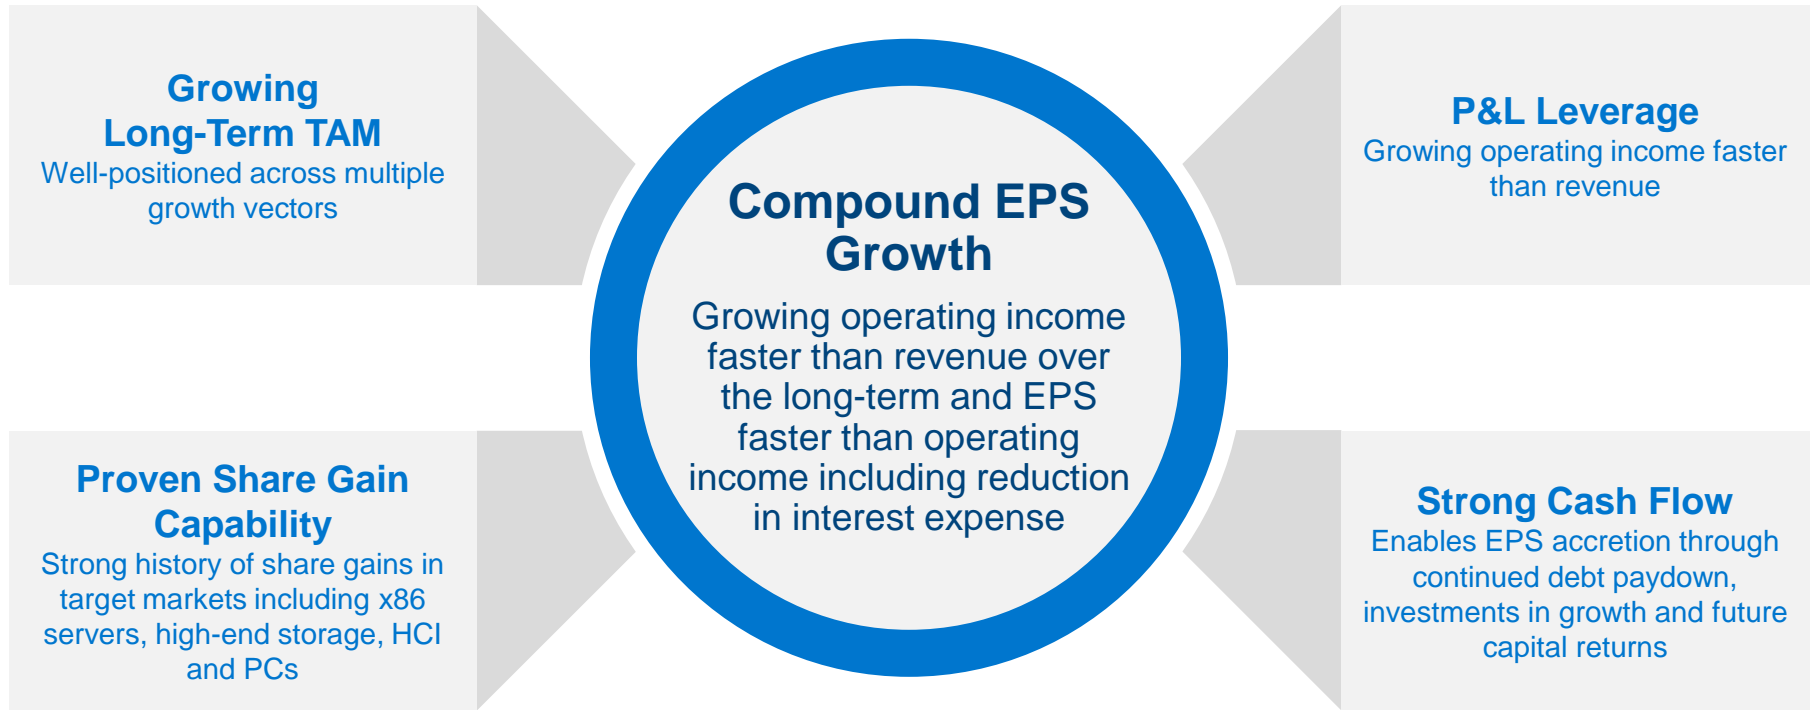 Growing
Long-Term TAM
Well-positioned across multiple
growth vectors
Proven Share Gain
Capability
Strong history of share gains in
target markets including x86
servers, high-end storage, HCI
and PCs
Compound EPS
Growth
Growing operating income
faster than revenue over
the long-term and EPS
faster than operating
income including reduction
in interest expense
P&L Leverage
Growing operating income faster
than revenue
Strong Cash Flow
Enables EPS accretion through
continued debt paydown,
investments in growth and future
capital returns